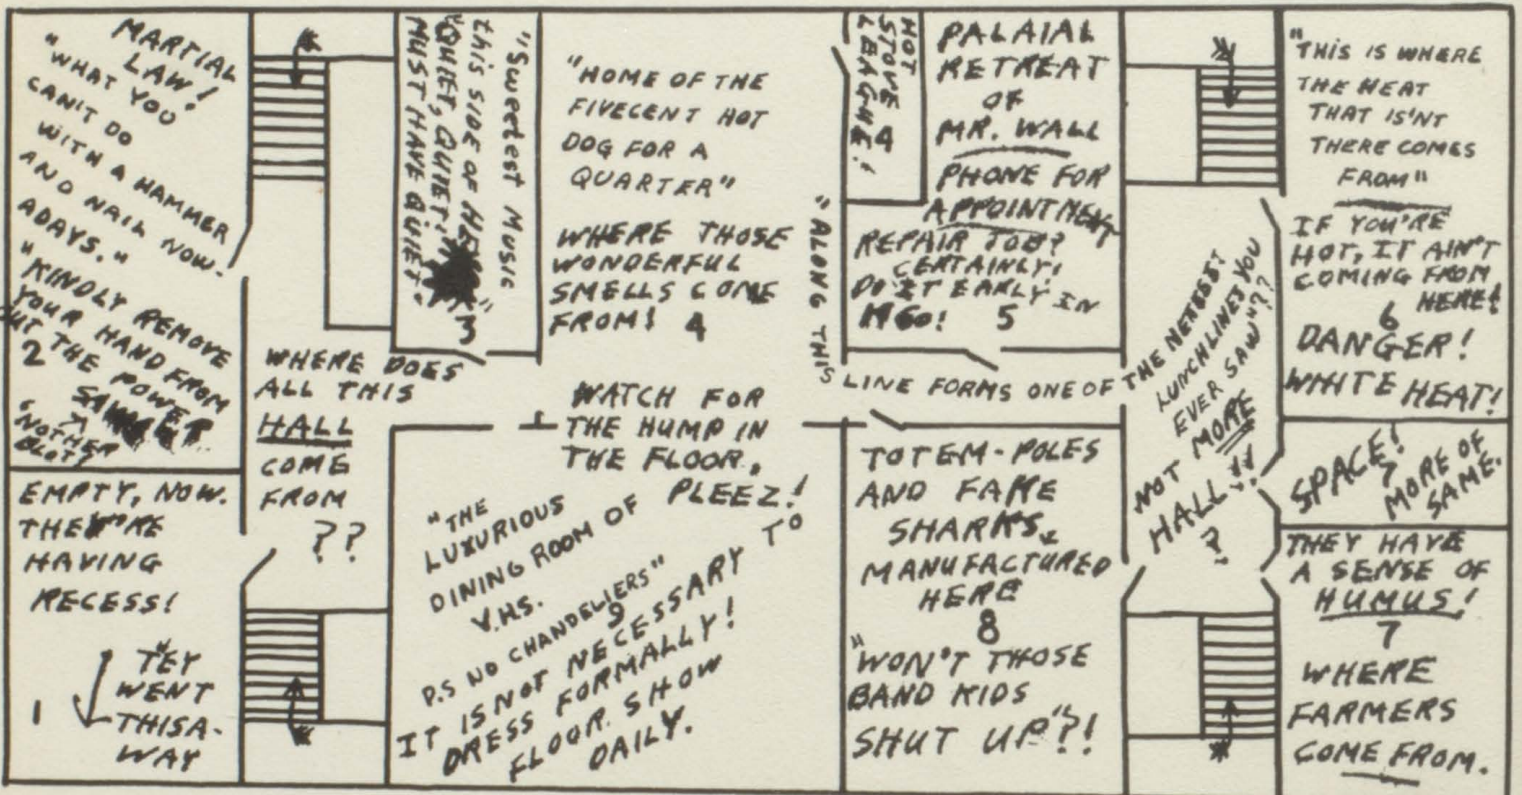 MARTIAL
LAW!
"WHAT YOU
CAN'T DO
WITH A HAMMER
AND NAIL NOW-
ADAYS."
"KINDLY REMOVE
YOUR HAND FROM
OUT THE POWER
2 SAW
"NOTHER
BLOT?
EMPTY, NOW.
THEY'RE
HAVING
RECESS!
"T'EY
WENT
THISA-
WAY
1
WHERE DOES
ALL THIS
HALL
COME
FROM
??
"Sweetest Music
this side of
"QUIET, QUIET, M
MUST HAVE QUIET"
3
"HOME OF THE
FIVECENT HOT
DOG FOR A
QUARTER"
WHERE THOSE
WONDERFUL
SMELLS COME
FROM! 4
WATCH FOR
THE HUMP IN
THE FLOOR,
PLEEZ!
"THE
LUXURIOUS
DINING ROOM OF
V.H.S.
P.S NO CHANDELIERS"
9
IT IS NOT NECESSARY TO
DRESS FORMALLY!
FLOOR SHOW
DAILY.
HOT
STOVE 4
LEAGUE!
PALAIAL
RETREAT
OF
MR. WALL
PHONE FOR
APPOINTMENT
REPAIR JOB?
CERTAINLY!
DO IT EARLY IN
1960! 5
"ALONG THIS LINE FORMS ONE OF THE NEATEST
LUNCHLINES YOU
EVER SAW"??
NOT MORE
HALL!!
?
TOTEM-POLES
AND FAKE
SHARKS,
MANUFACTURED
HERE
8
"WON'T THOSE
BAND KIDS
SHUT UP"?!
"THIS IS WHERE
THE HEAT
THAT IS'NT
THERE COMES
FROM"
IF YOU'RE
HOT, IT AIN'T
COMING FROM
HERE!
6
DANGER!
WHITE HEAT!
SPACE!
7
MORE OF
SAME.
THEY HAVE
A SENSE OF
HUMUS!
7
WHERE
FARMERS
COME FROM.